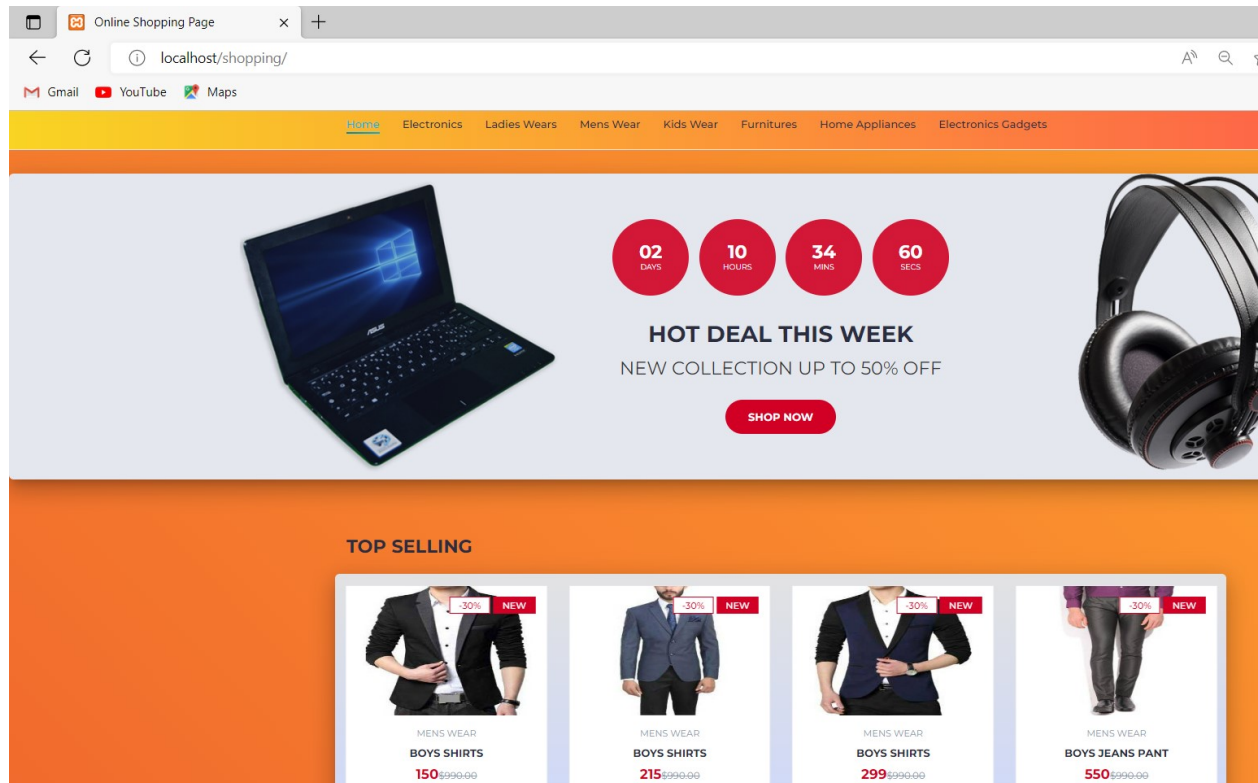 Online Shopping Page
localhost/shopping/
Gmail YouTube Maps
Home Electronics Ladies Wears Mens Wear Kids Wear Furnitures Home Appliances Electronics Gadgets
ASUS
02 10 34 60
DAYS HOURS MINS SECS
HOT DEAL THIS WEEK
NEW COLLECTION UP TO 50% OFF
SHOP NOW
TOP SELLING
-30% NEW -30% NEW -30% NEW -30% NEW
MENS WEAR MENS WEAR MENS WEAR MENS WEAR
BOYS SHIRTS BOYS SHIRTS BOYS SHIRTS BOYS JEANS PANT
150 $990.00 215 $990.00 299 $990.00 550 $990.00